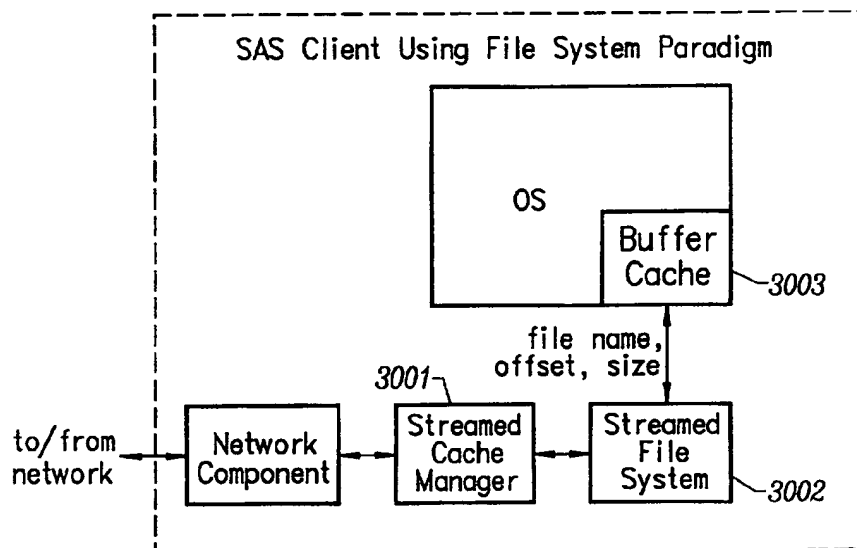 SAS Client Using File System Paradigm
OS
Buffer
Cache
3003
file name,
offset, size
3001
to/from
network
Network
Component
Streamed
Cache
Manager
Streamed
File
System
3002